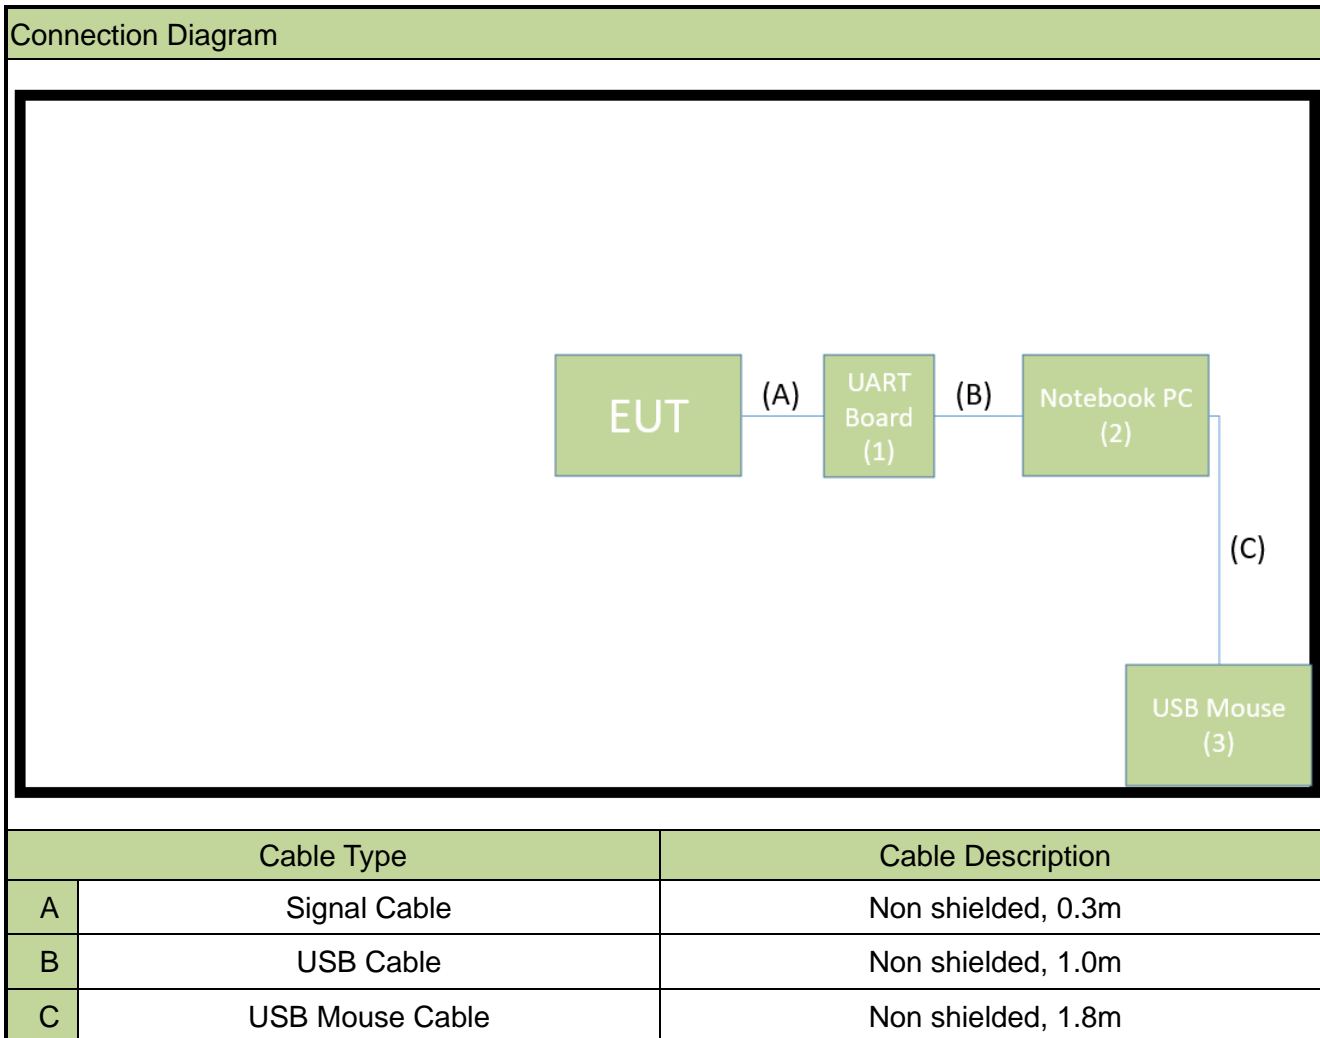 Connection Diagram
EUT
(A)
UART
Board
(1)
(B)
Notebook PC
(2)
(C)
USB Mouse
(3)
Cable Type Cable Description
A Signal Cable Non shielded, 0.3m
B USB Cable Non shielded, 1.0m
C USB Mouse Cable Non shielded, 1.8m